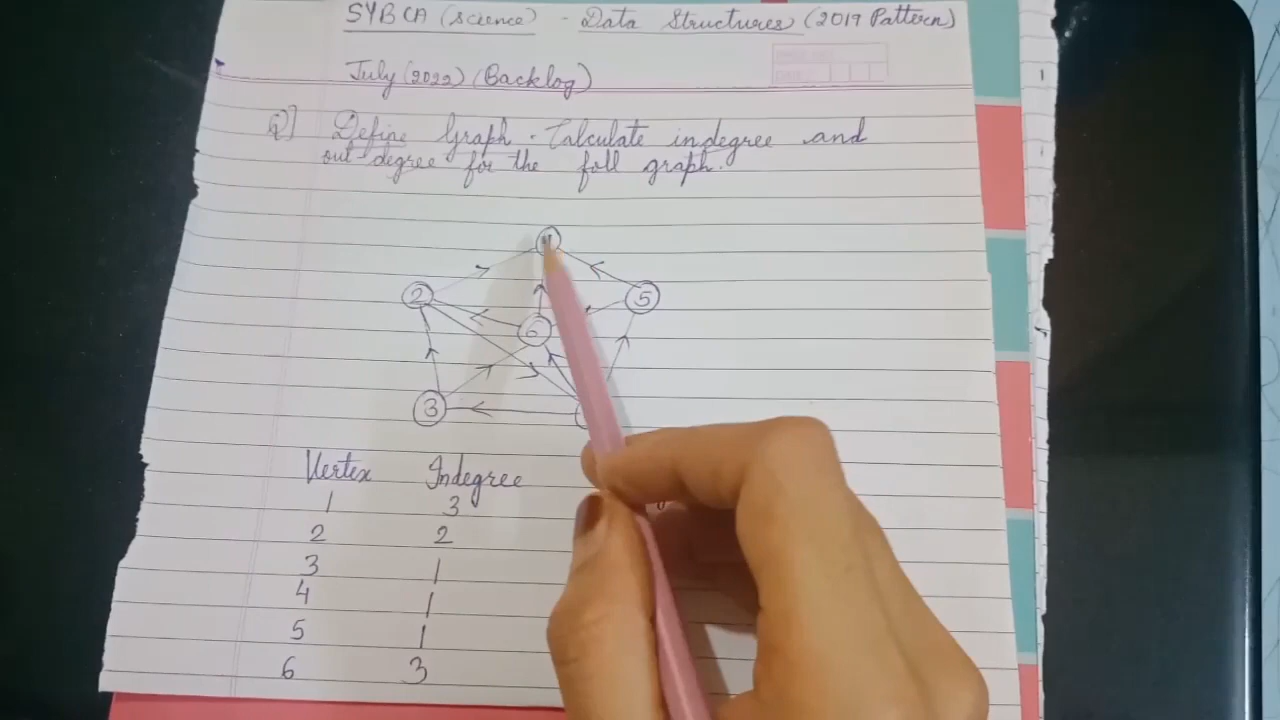 SYBCA (Science) - Data Structures (2019 Pattern)
July (2022) (Backlog)
Q] Define Graph. Calculate indegree and
out-degree for the foll graph.
1
2
5
6
3
Vertex Indegree
1 3
2 2
3 1
4 1
5 1
6 3